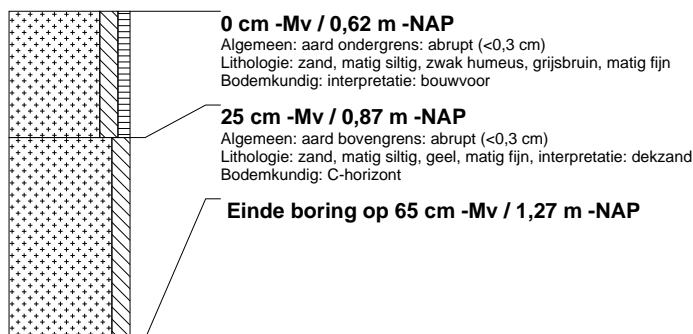 0 cm -Mv / 0,62 m -NAP
Algemeen: aard ondergrens: abrupt (<0,3 cm)
Lithologie: zand, matig siltig, zwak humeus, grijsbruin, matig fijn
Bodemkundig: interpretatie: bouwvoor
25 cm -Mv / 0,87 m -NAP
Algemeen: aard bovengrens: abrupt (<0,3 cm)
Lithologie: zand, matig siltig, geel, matig fijn, interpretatie: dekzand
Bodemkundig: C-horizont
Einde boring op 65 cm -Mv / 1,27 m -NAP